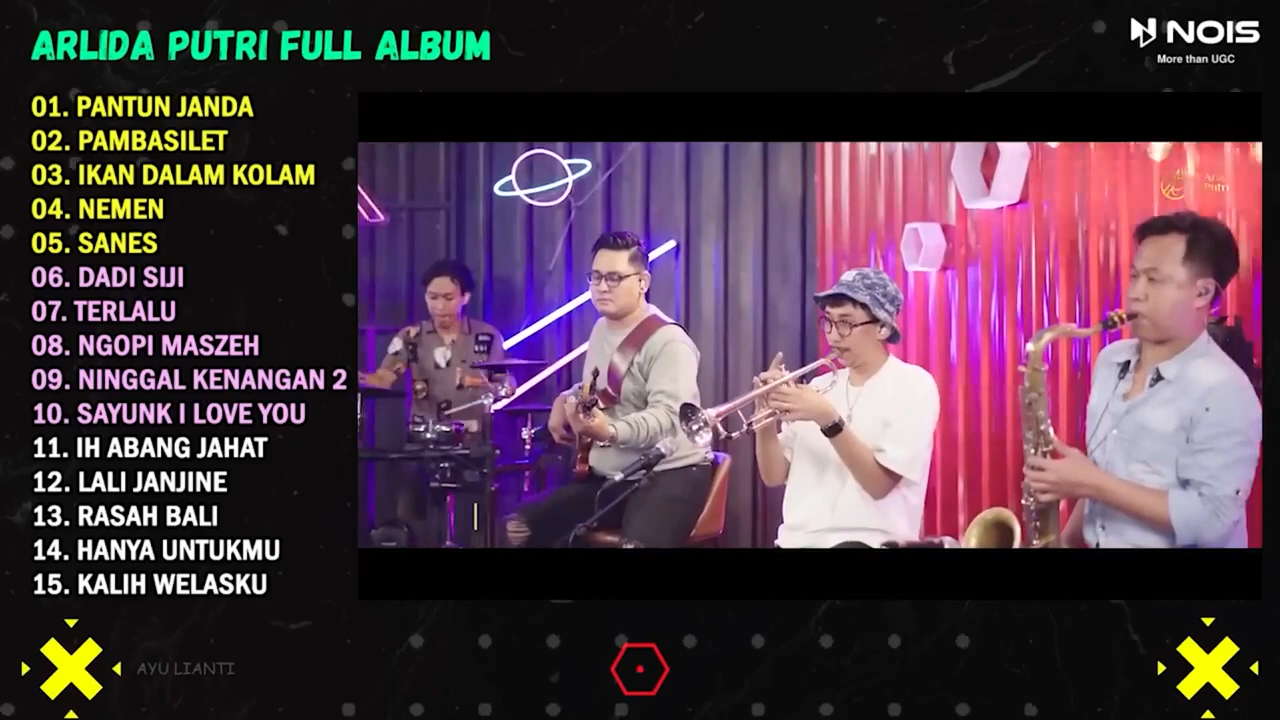 ARLIDA PUTRI FULL ALBUM
NOIS
More than UGC
01. PANTUN JANDA
02. PAMBASILET
03. IKAN DALAM KOLAM
04. NEMEN
05. SANES
06. DADI SIJI
07. TERLALU
08. NGOPI MASZEH
09. NINGGAL KENANGAN 2
10. SAYUNK I LOVE YOU
11. IH ABANG JAHAT
12. LALI JANJINE
13. RASAH BALI
14. HANYA UNTUKMU
15. KALIH WELASKU
Putri
AYU LIANTI